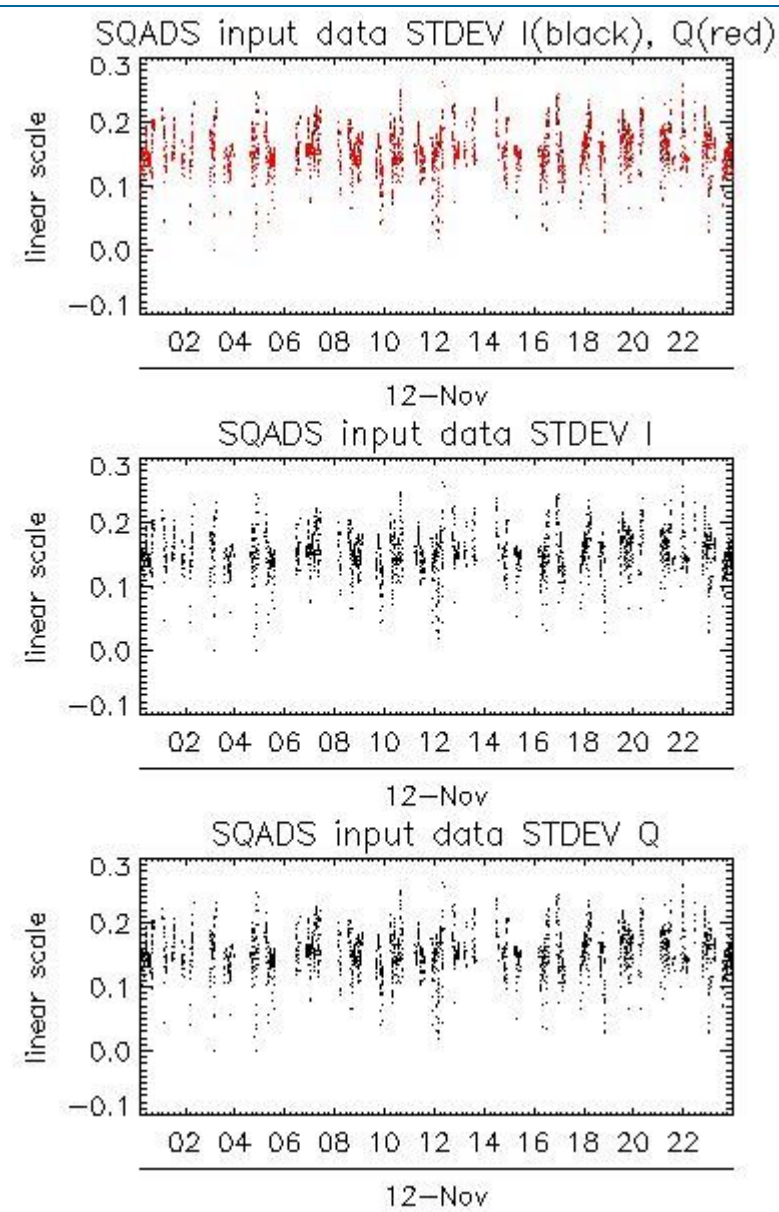 SQADS input data STDEV I(black), Q(red)
0.3
0.2
0.1
0.0
−0.1
linear scale
02 04 06 08 10 12 14 16 18 20 22
12−Nov
SQADS input data STDEV I
0.3
0.2
0.1
0.0
−0.1
linear scale
02 04 06 08 10 12 14 16 18 20 22
12−Nov
SQADS input data STDEV Q
0.3
0.2
0.1
0.0
−0.1
linear scale
02 04 06 08 10 12 14 16 18 20 22
12−Nov